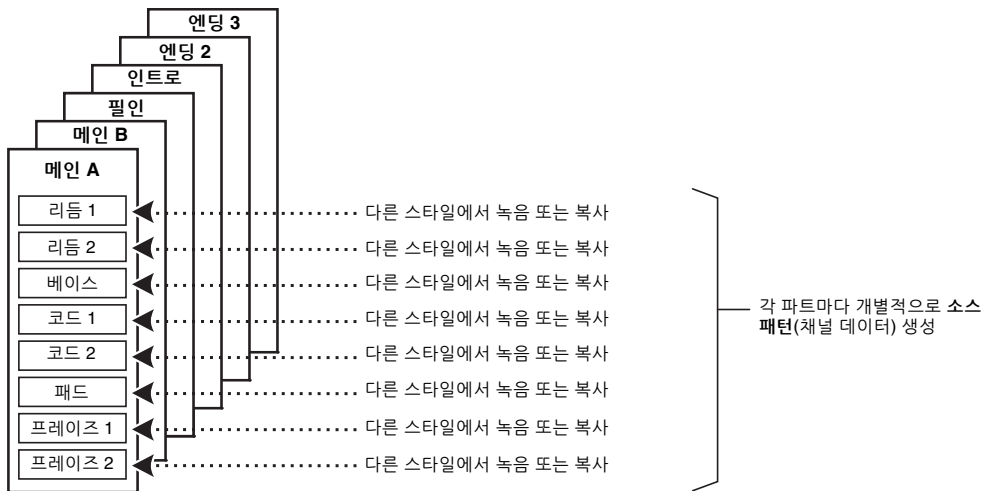 엔딩 3
엔딩 2
인트로
필인
메인 B
메인 A
리듬 1
다른 스타일에서 녹음 또는 복사
리듬 2
다른 스타일에서 녹음 또는 복사
베이스
다른 스타일에서 녹음 또는 복사
코드 1
다른 스타일에서 녹음 또는 복사
코드 2
다른 스타일에서 녹음 또는 복사
패드
다른 스타일에서 녹음 또는 복사
프레이즈 1
다른 스타일에서 녹음 또는 복사
프레이즈 2
다른 스타일에서 녹음 또는 복사
각 파트마다 개별적으로 소스
패턴(채널 데이터) 생성